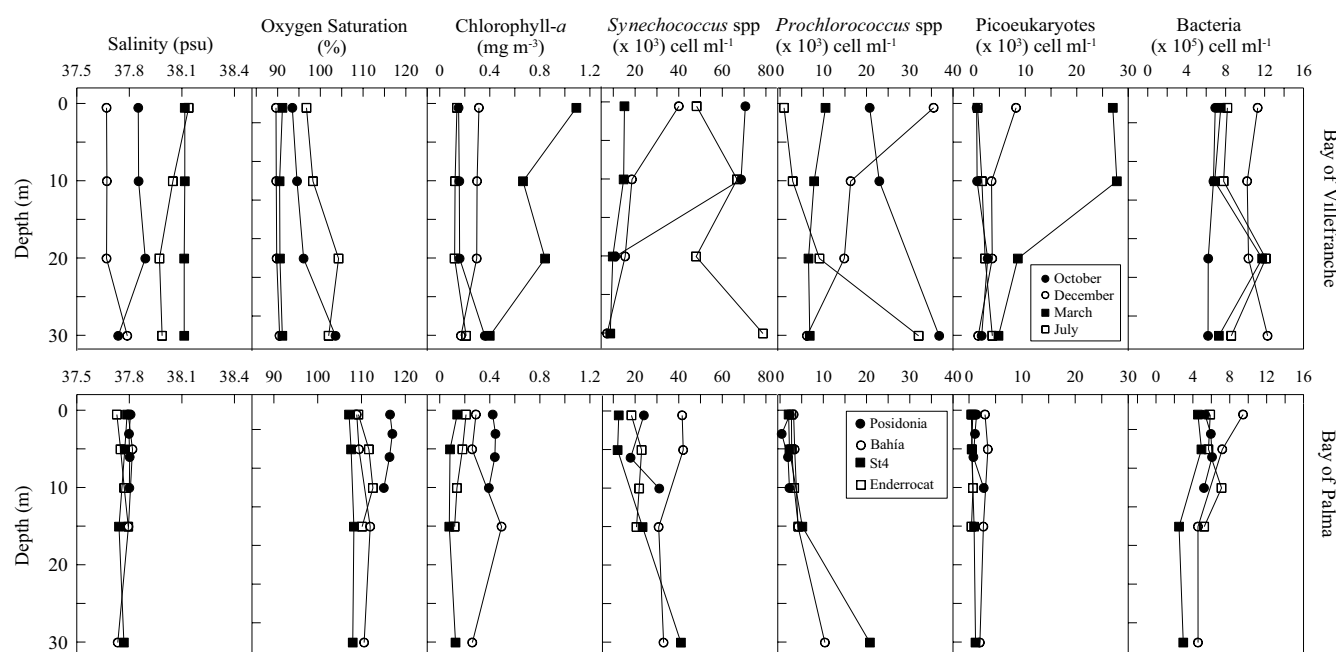 Salinity (psu)
Oxygen Saturation
(%)
Chlorophyll-a
(mg m⁻³)
Synechococcus spp
(x 10³) cell ml⁻¹
Prochlorococcus spp
(x 10³) cell ml⁻¹
Picoeukaryotes
(x 10³) cell ml⁻¹
Bacteria
(x 10⁵) cell ml⁻¹
37.5 37.8 38.1 38.4
90 100 110 120
0 0.4 0.8 1.2
0 20 40 60 80
0 10 20 30 40
0 10 20 30
0 4 8 12 16
0
10
20
30
Depth (m)
Bay of Villefranche
October
December
March
July
37.5 37.8 38.1 38.4
90 100 110 120
0 0.4 0.8 1.2
0 20 40 60 80
0 10 20 30 40
0 10 20 30
0 4 8 12 16
0
10
20
30
Depth (m)
Bay of Palma
Posidonia
Bahía
St4
Enderrocat